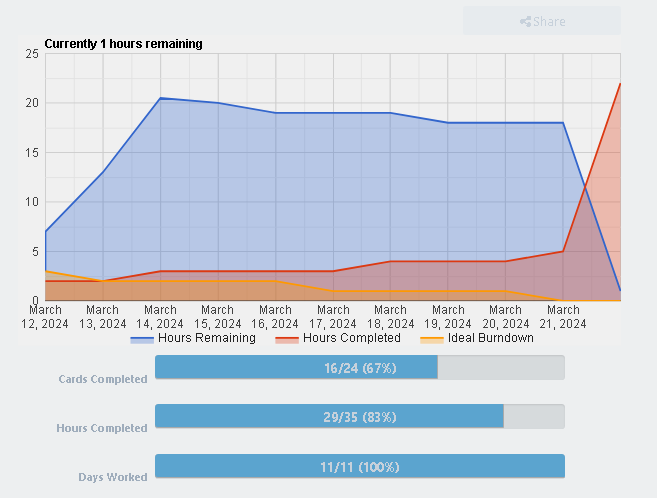 Share
Currently 1 hours remaining
25
20
15
10
5
0
March March March March March March March March March March
12, 2024 13, 2024 14, 2024 15, 2024 16, 2024 17, 2024 18, 2024 19, 2024 20, 2024 21, 2024
Hours Remaining Hours Completed Ideal Burndown
Cards Completed 16/24 (67%)
Hours Completed 29/35 (83%)
Days Worked 11/11 (100%)